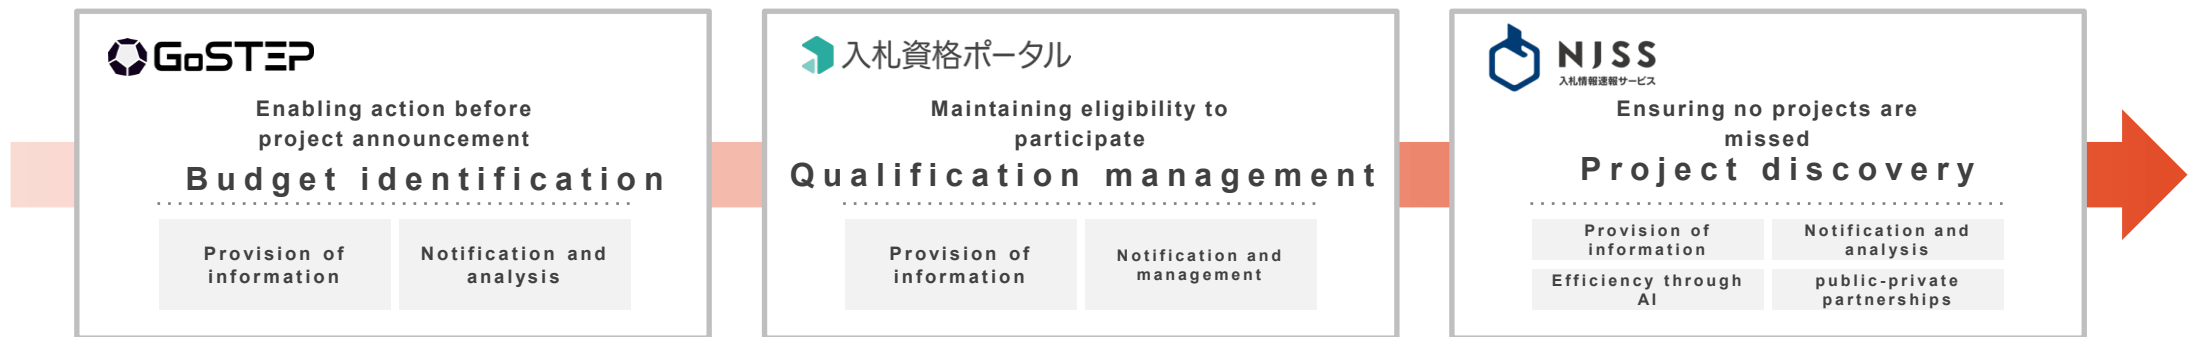 GoSTEP
Enabling action before
project announcement
Budget identification
Provision of
information
Notification and
analysis
入札資格ポータル
Maintaining eligibility to
participate
Qualification management
Provision of
information
Notification and
management
NJSS
入札情報速報サービス
Ensuring no projects are
missed
Project discovery
Provision of
information
Notification and
analysis
Efficiency through
AI
public-private
partnerships